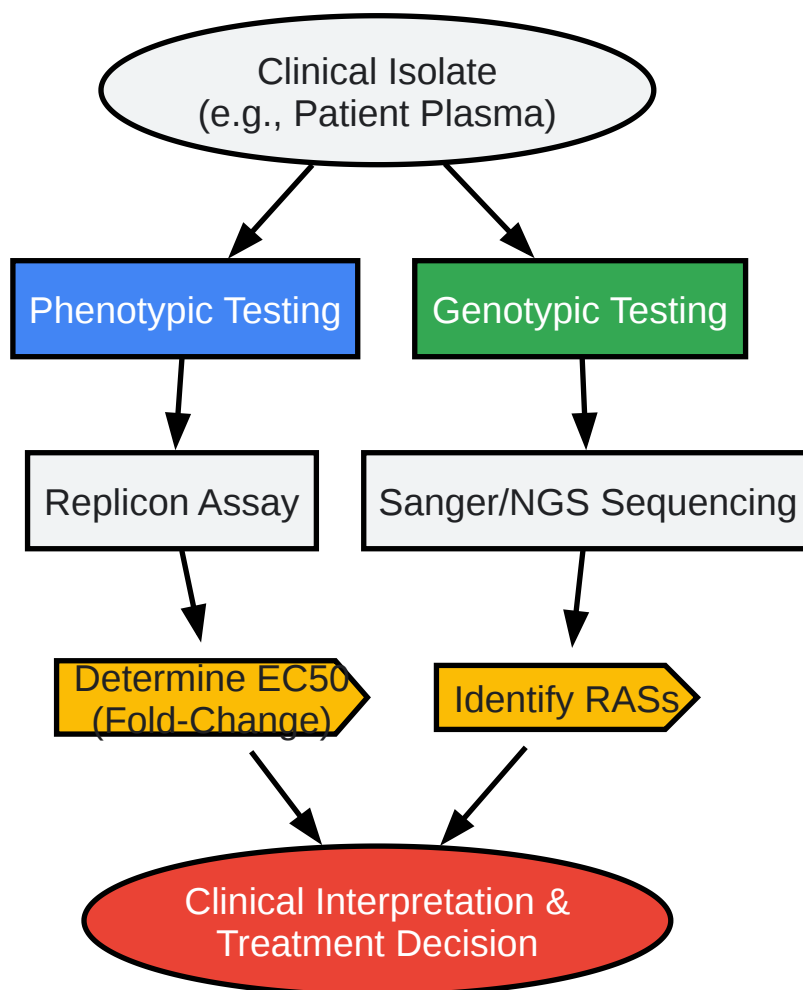 Clinical Isolate
(e.g., Patient Plasma)
Phenotypic Testing
Genotypic Testing
Replicon Assay
Sanger/NGS Sequencing
Determine EC50
(Fold-Change)
Identify RASs
Clinical Interpretation &
Treatment Decision